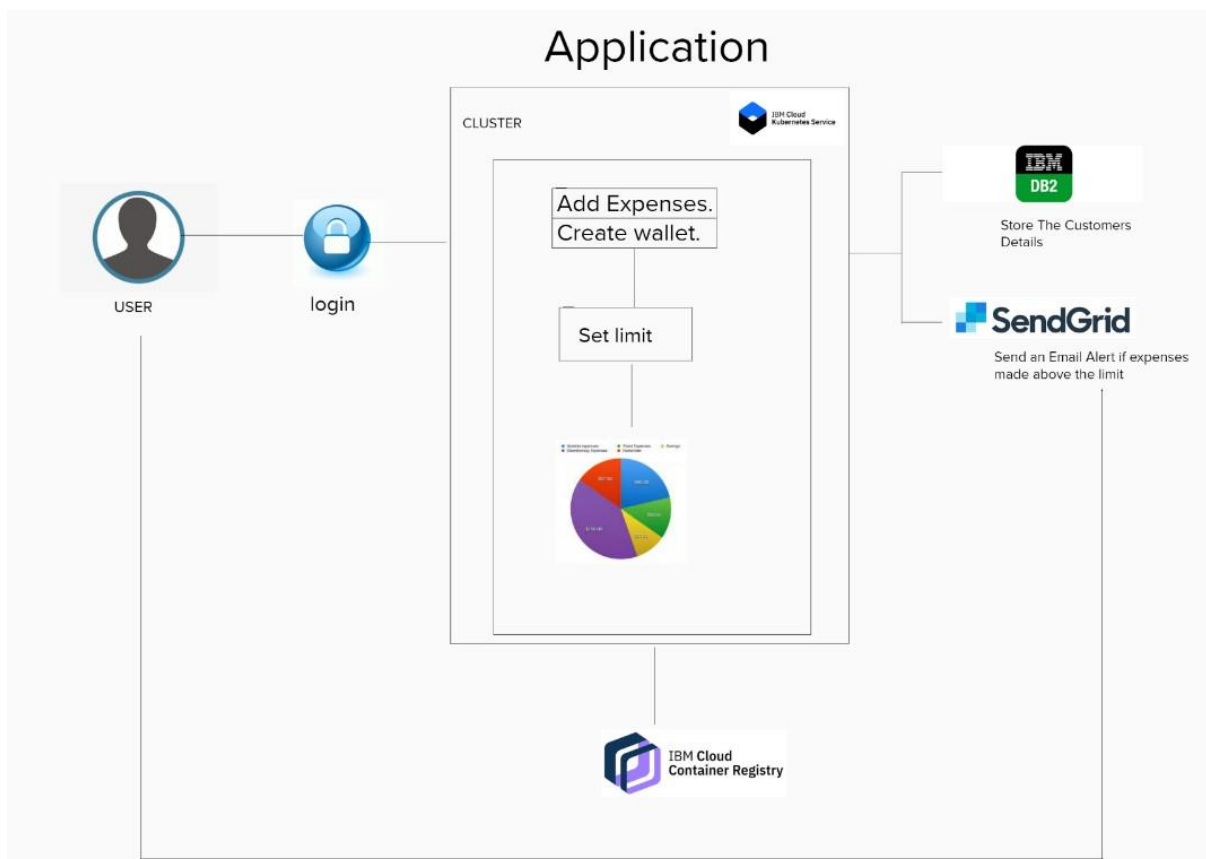 Application
CLUSTER
IBM Cloud
Kubernetes Service
Add Expenses.
Create wallet.
Set limit
USER
login
IBM
DB2
Store The Customers
Details
SendGrid
Send an Email Alert if expenses
made above the limit
IBM Cloud
Container Registry